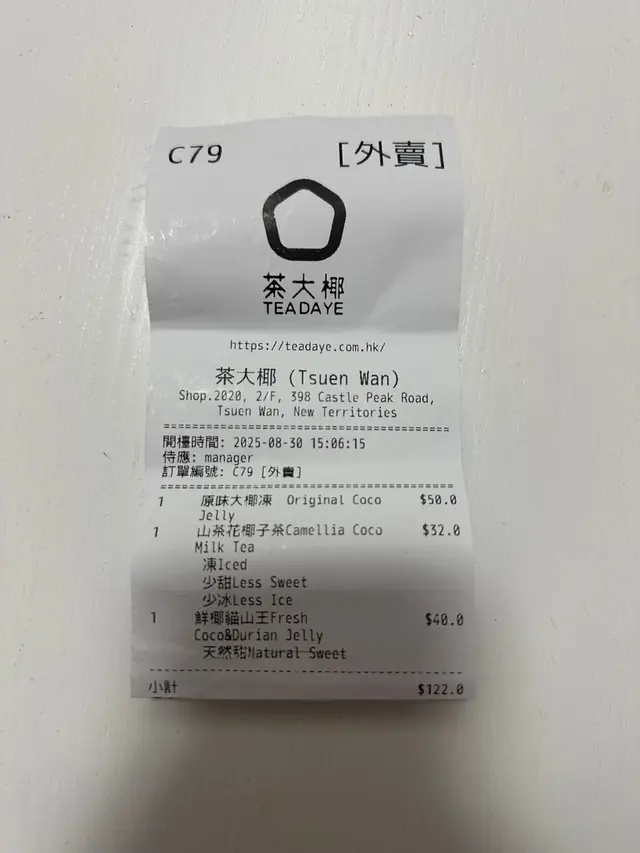 C79 [外賣]
茶大椰
TEADAYE
https://teadaye.com.hk/
茶大椰 (Tsuen Wan)
Shop.2020, 2/F, 398 Castle Peak Road,
Tsuen Wan, New Territories
開檯時間: 2025-08-30 15:06:15
侍應: manager
訂單編號: C79 [外賣]
1 原味大椰凍 Original Coco $50.0
Jelly
1 山茶花椰子茶Camellia Coco $32.0
Milk Tea
凍Iced
少甜Less Sweet
少冰Less Ice
1 鮮椰貓山王Fresh $40.0
Coco&Durian Jelly
天然甜Natural Sweet
小計 $122.0